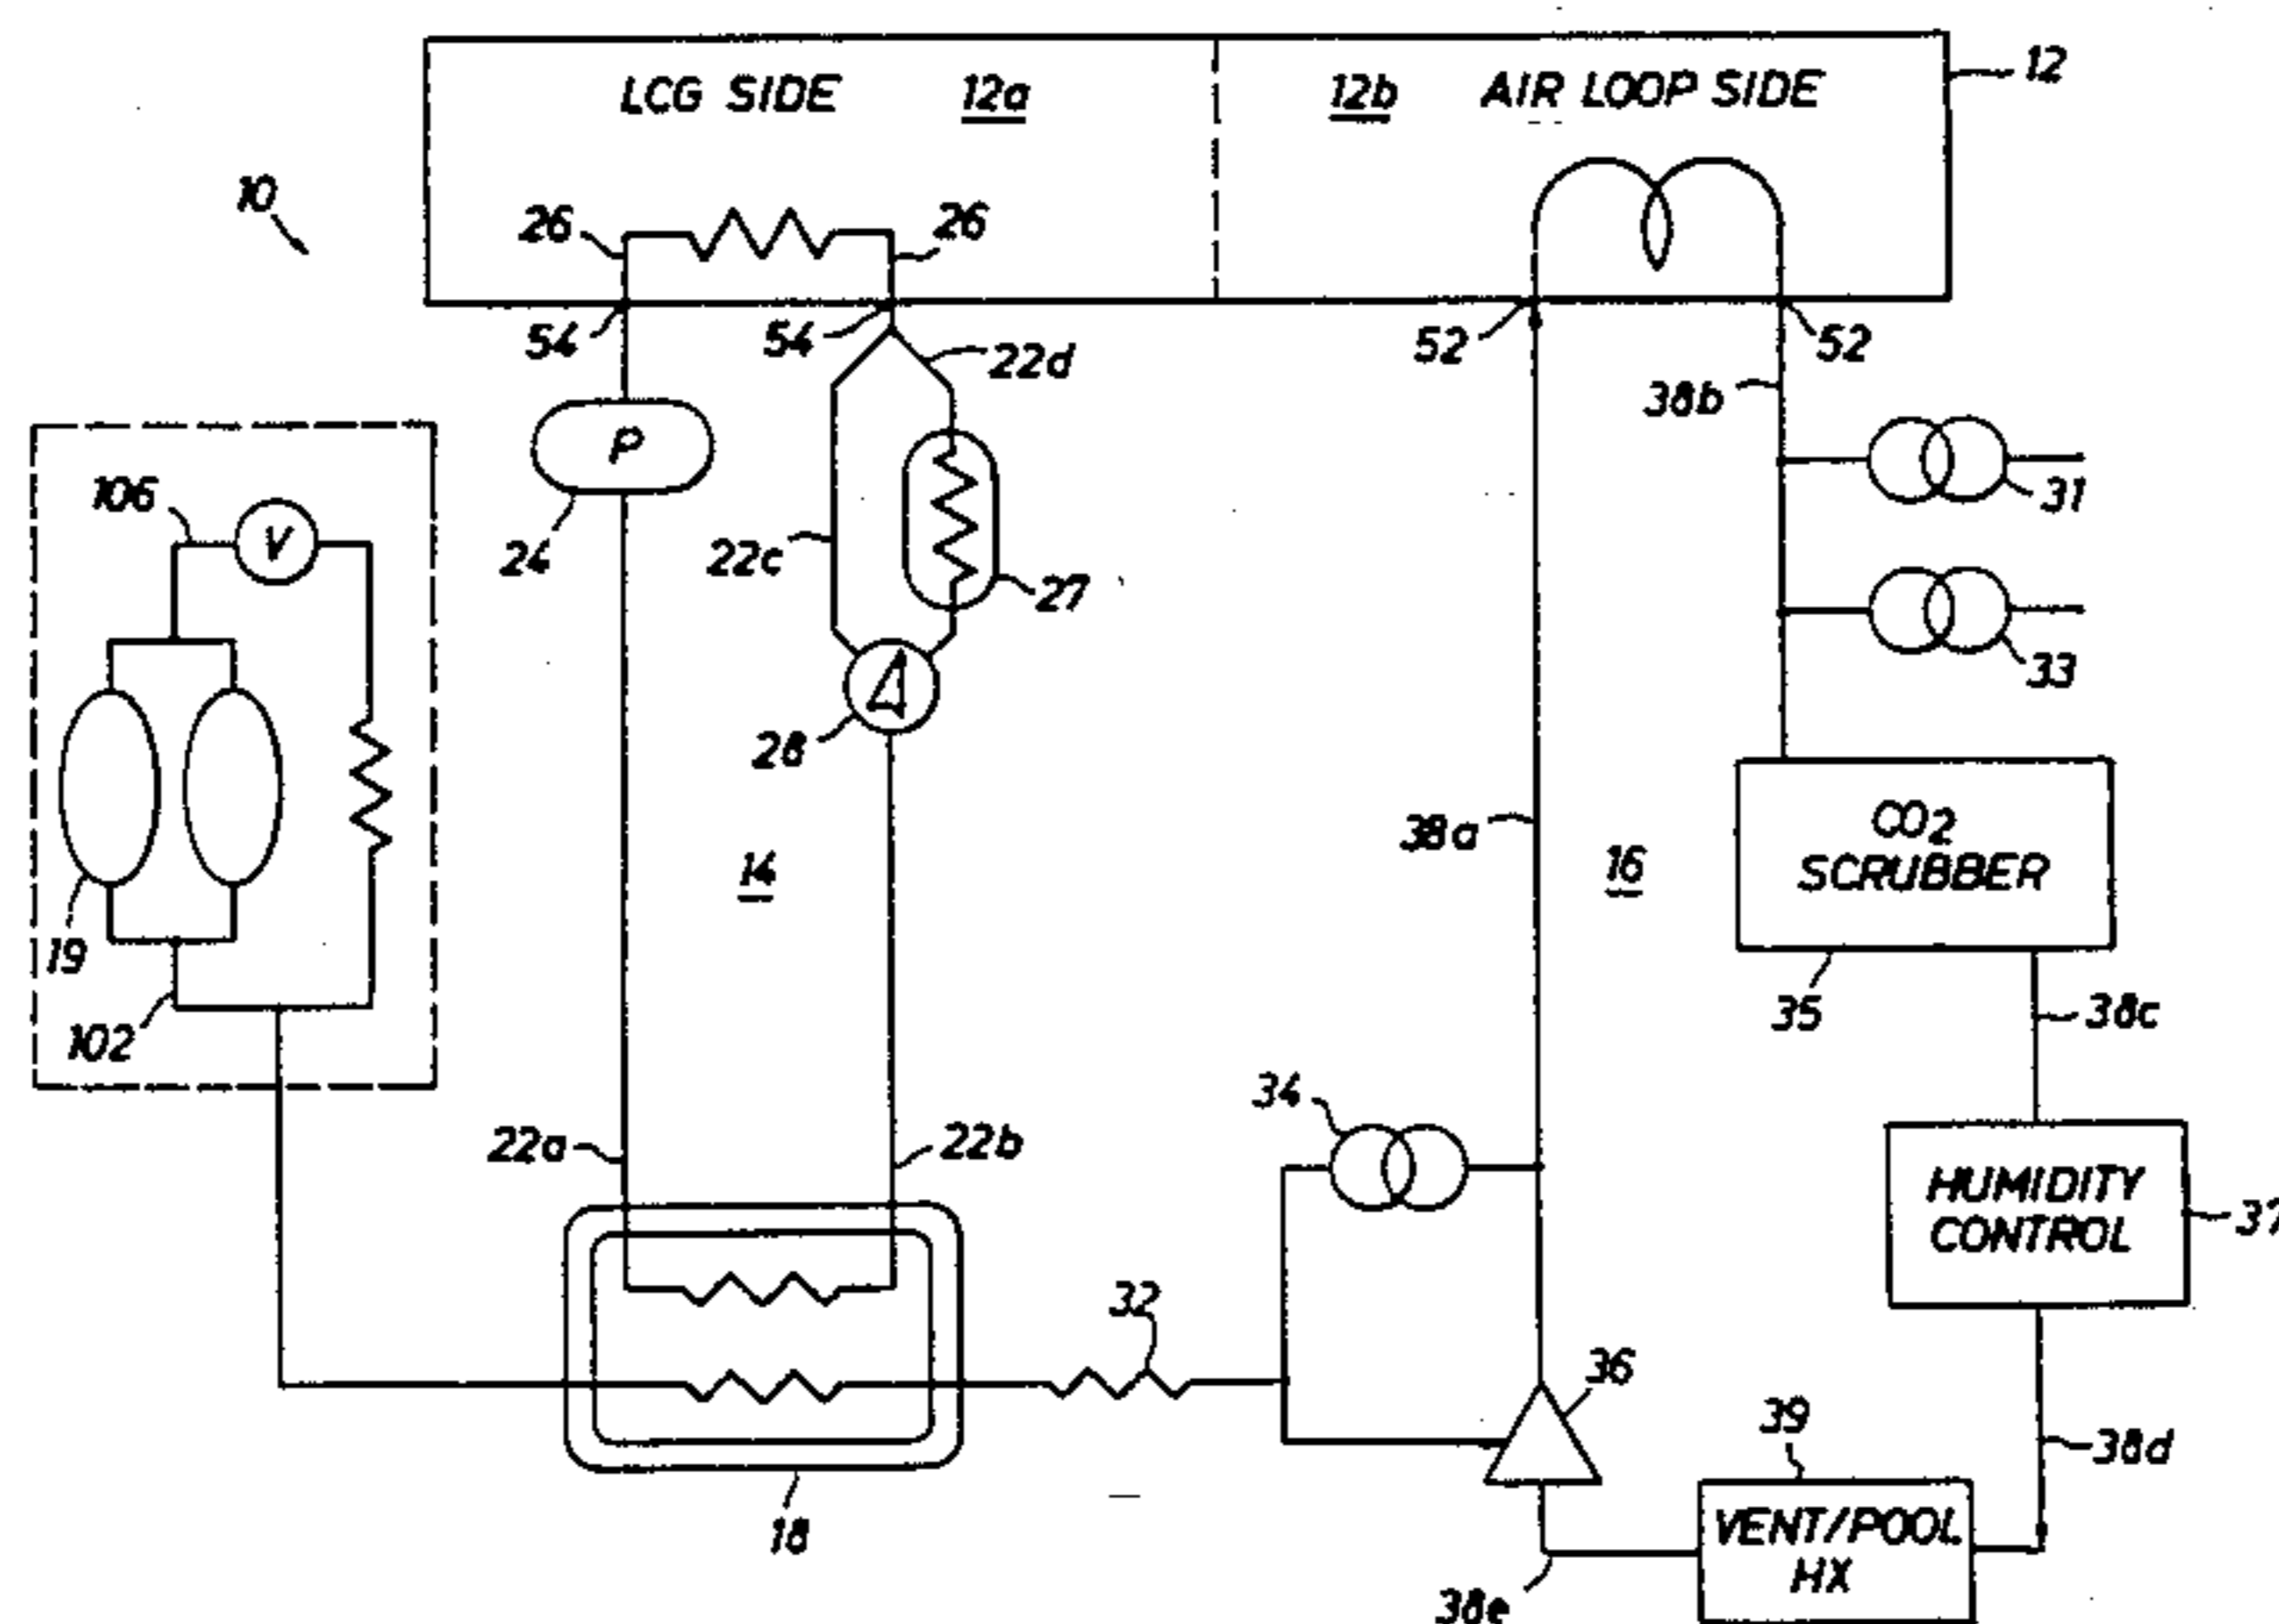 LCG SIDE 12a 12b AIR LOOP SIDE 12
10
26 26
54 54 22d 52 52
38b
P
106 V 31
24 22c 27
33
28
38a 16 CO2
SCRUBBER
14
19
102 35 38c
34
22a 22b HUMIDITY
CONTROL 37
32
36
39 38d
VENT/POOL
HX
18
38e